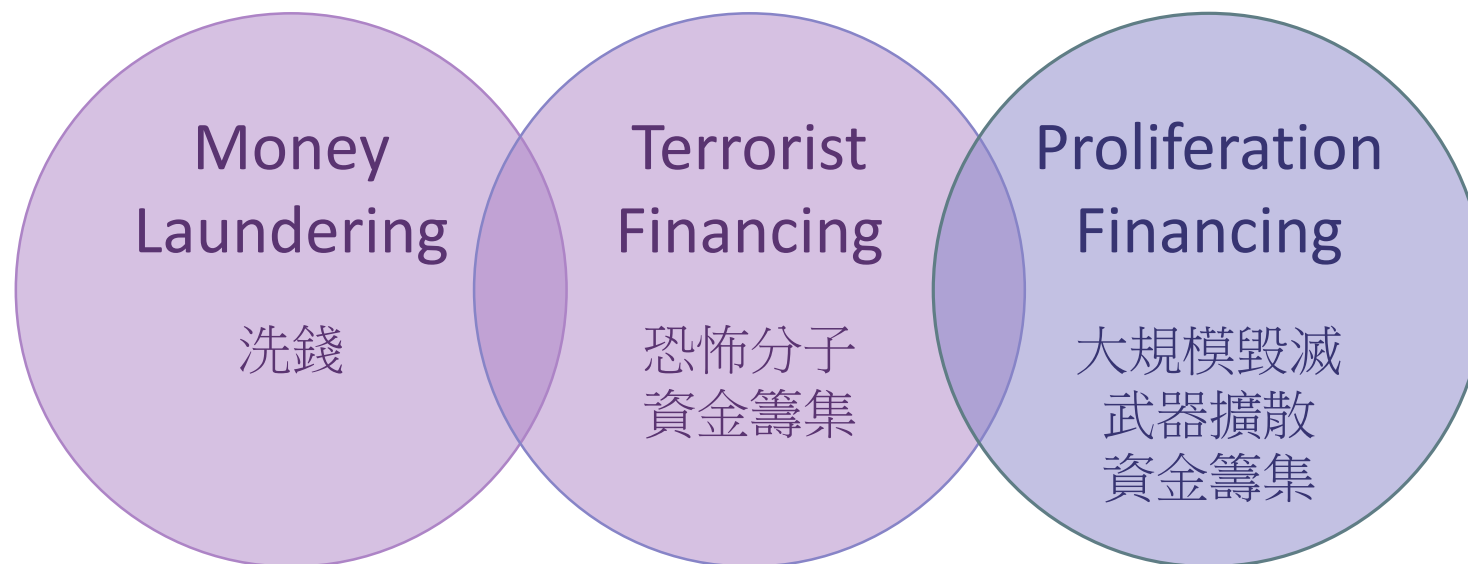 Money
Laundering
洗錢
Terrorist
Financing
恐怖分子
資金籌集
Proliferation
Financing
大規模毀滅
武器擴散
資金籌集